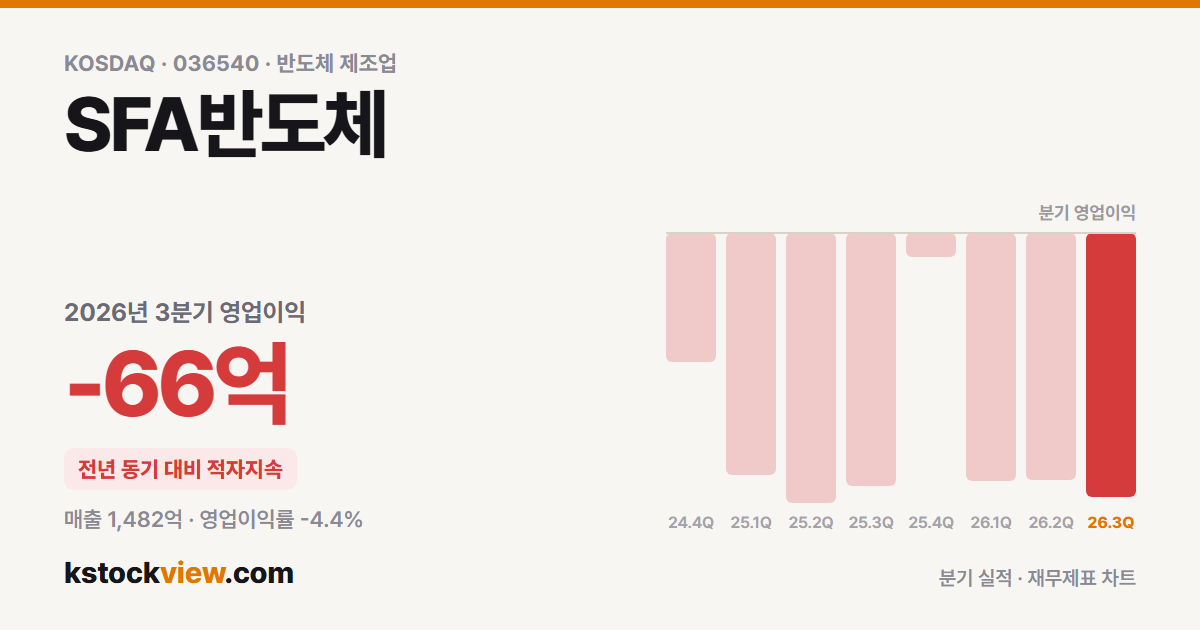 KOSDAQ · 036540 · 반도체 제조업
SFA반도체
분기 영업이익
2026년 3분기 영업이익
-66억
전년 동기 대비 적자지속
매출 1,482억 · 영업이익률 -4.4%
24.4Q 25.1Q 25.2Q 25.3Q 25.4Q 26.1Q 26.2Q 26.3Q
kstockview.com
분기 실적 · 재무제표 차트